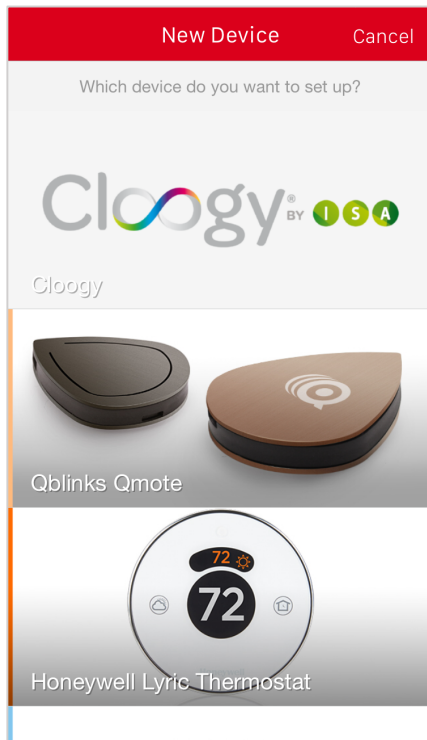 New Device
Cancel
Which device do you want to set up?
Cloogy® BY ISA
Cloogy
Qblinks Qmote
72
72
Honeywell Lyric Thermostat